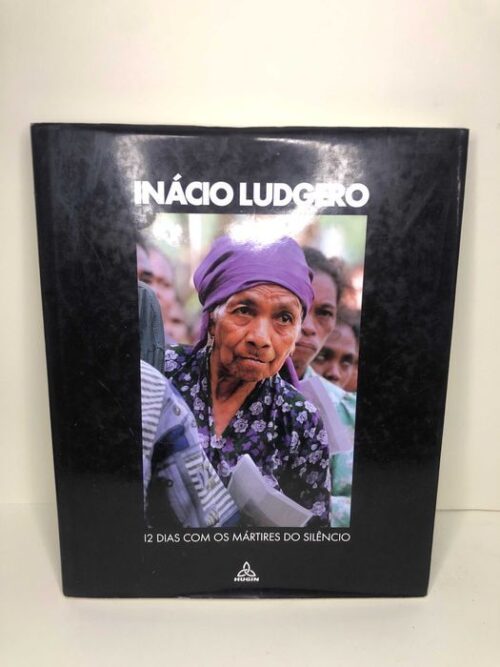 INÁCIO LUDGERO
12 DIAS COM OS MÁRTIRES DO SILÊNCIO
HUGIN